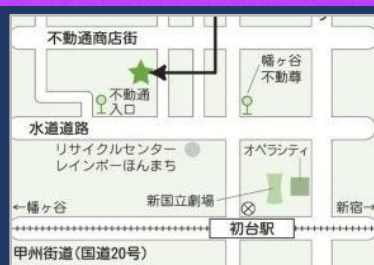 不動通商店街
幡ヶ谷
不動尊
不動通
入口
水道道路
リサイクルセンター
レインボーほんまち
オペラシティ
新国立劇場
←幡ヶ谷
新宿→
初台駅
甲州街道(国道20号)